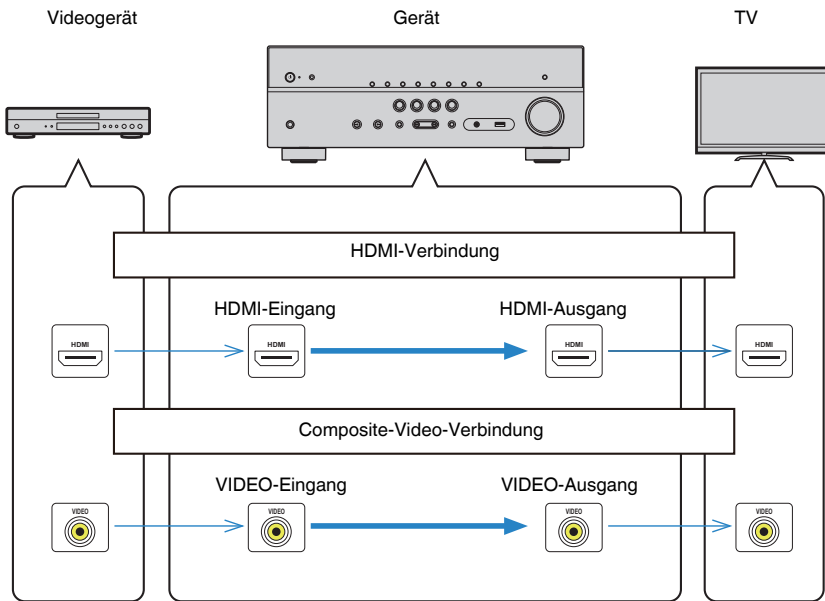 Videogerät
Gerät
TV
HDMI-Verbindung
HDMI-Eingang
HDMI-Ausgang
HDMI
HDMI
HDMI
HDMI
Composite-Video-Verbindung
VIDEO-Eingang
VIDEO-Ausgang
VIDEO
VIDEO
VIDEO
VIDEO